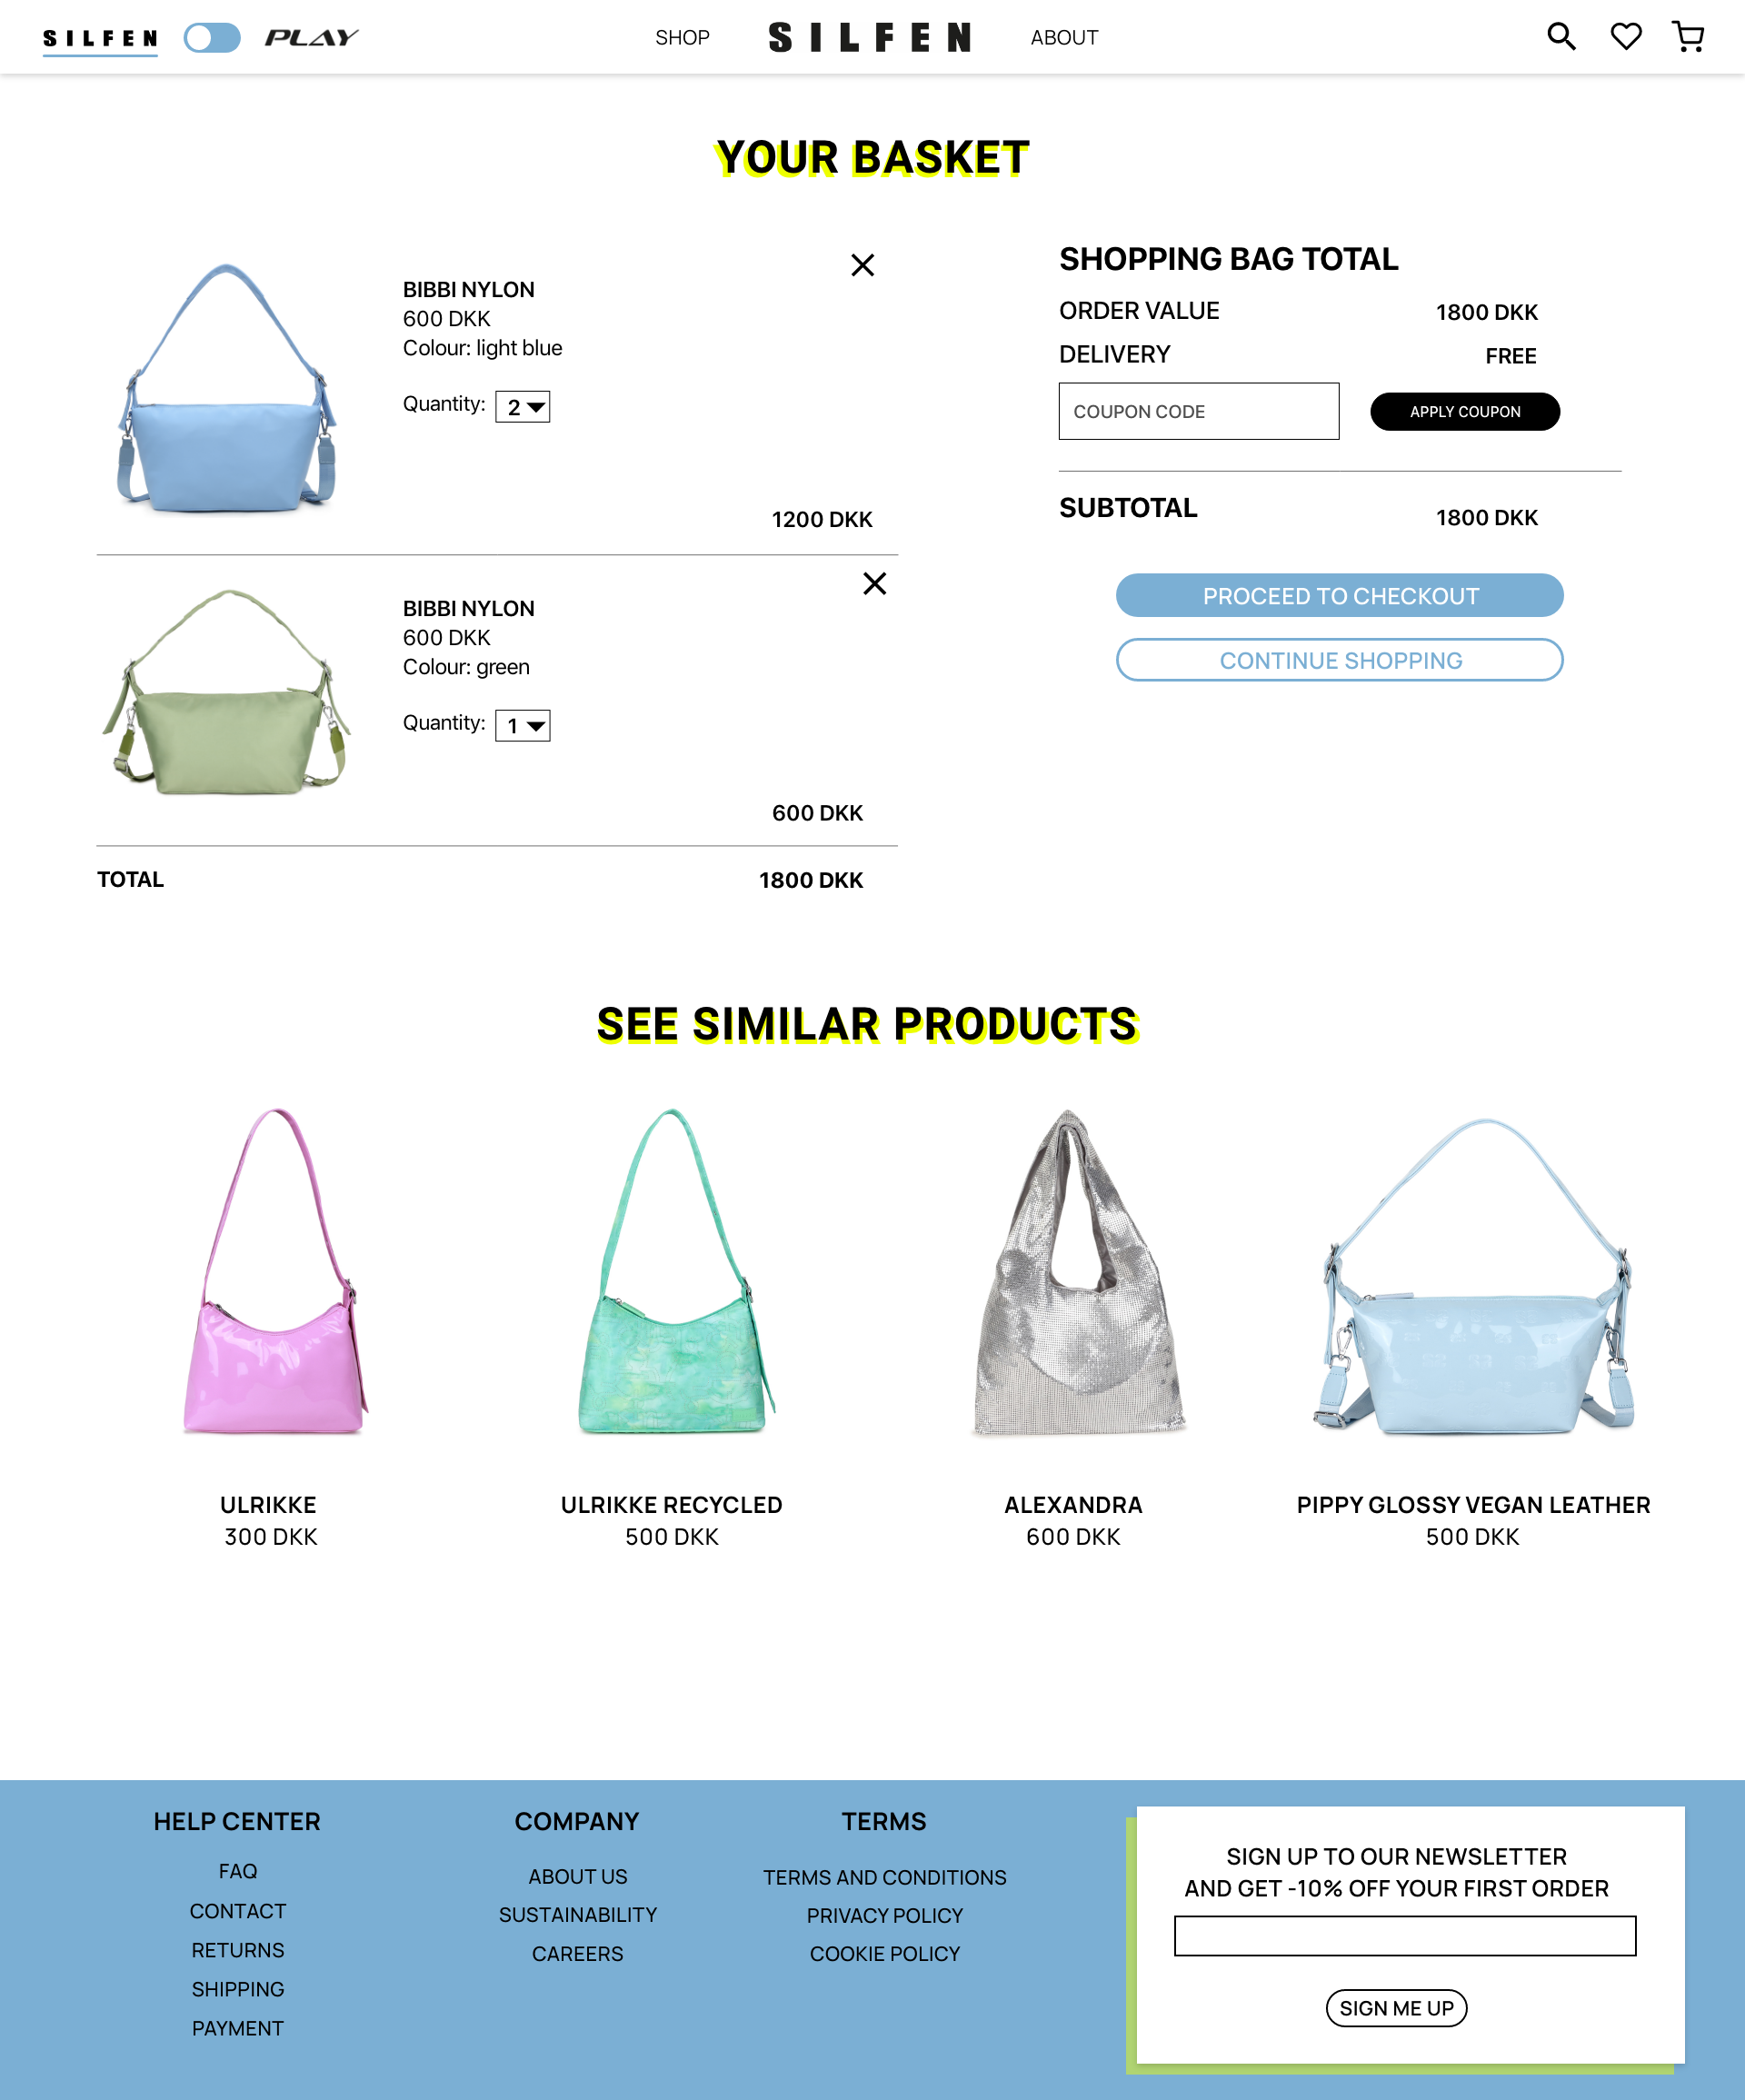 SILFEN
PLAY
SHOP
SILFEN
ABOUT
YOUR BASKET
BIBBI NYLON
600 DKK
Colour: light blue
Quantity: 2
1200 DKK
BIBBI NYLON
600 DKK
Colour: green
Quantity: 1
600 DKK
TOTAL 1800 DKK
SHOPPING BAG TOTAL
ORDER VALUE 1800 DKK
DELIVERY FREE
COUPON CODE APPLY COUPON
SUBTOTAL 1800 DKK
PROCEED TO CHECKOUT
CONTINUE SHOPPING
SEE SIMILAR PRODUCTS
ULRIKKE
300 DKK
ULRIKKE RECYCLED
500 DKK
ALEXANDRA
600 DKK
PIPPY GLOSSY VEGAN LEATHER
500 DKK
HELP CENTER
FAQ
CONTACT
RETURNS
SHIPPING
PAYMENT
COMPANY
ABOUT US
SUSTAINABILITY
CAREERS
TERMS
TERMS AND CONDITIONS
PRIVACY POLICY
COOKIE POLICY
SIGN UP TO OUR NEWSLETTER
AND GET -10% OFF YOUR FIRST ORDER
SIGN ME UP